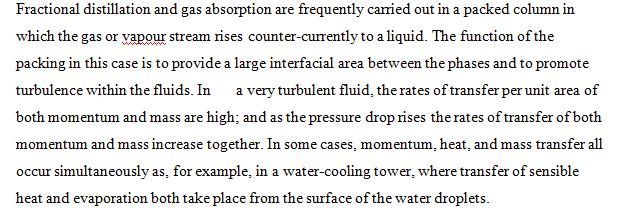 Fractional distillation and gas absorption are frequently carried out in a packed column in
which the gas or vapour stream rises counter-currently to a liquid. The function of the
packing in this case is to provide a large interfacial area between the phases and to promote
turbulence within the fluids. In a very turbulent fluid, the rates of transfer per unit area of
both momentum and mass are high; and as the pressure drop rises the rates of transfer of both
momentum and mass increase together. In some cases, momentum, heat, and mass transfer all
occur simultaneously as, for example, in a water-cooling tower, where transfer of sensible
heat and evaporation both take place from the surface of the water droplets.